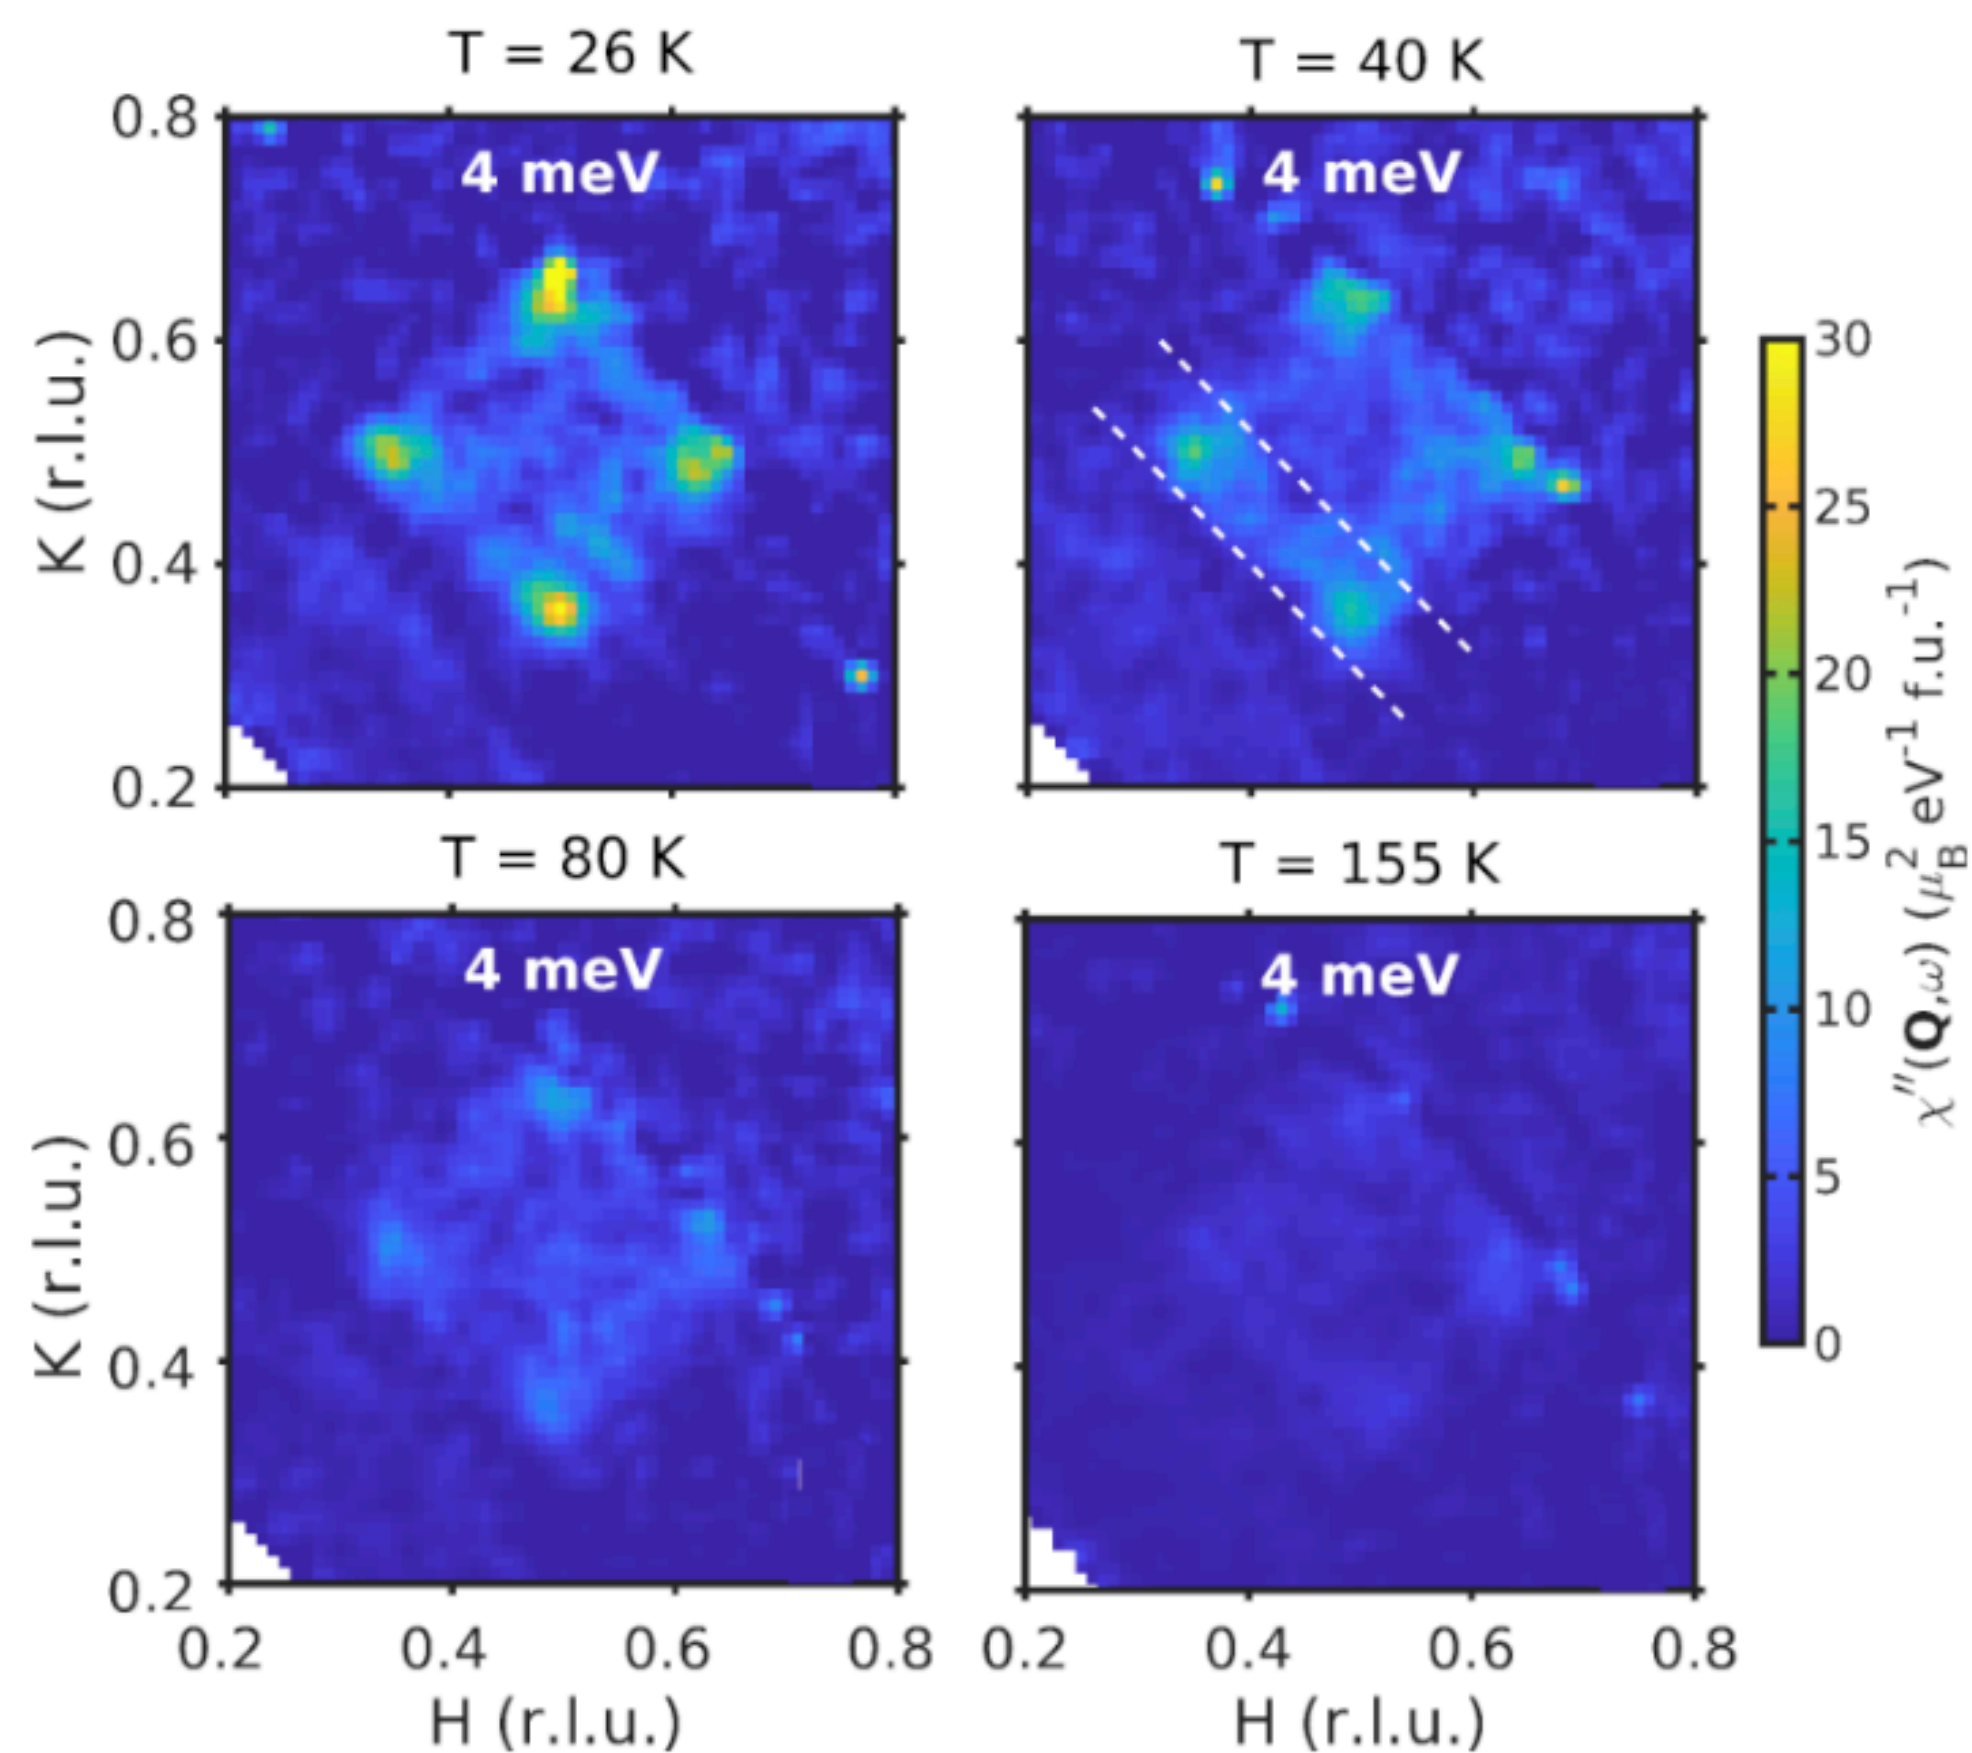 T = 26 K
T = 40 K
4 meV
4 meV
0.8
0.6
0.4
0.2
K (r.l.u.)
T = 80 K
T = 155 K
4 meV
4 meV
0.8
0.6
0.4
0.2
K (r.l.u.)
0.2 0.4 0.6 0.8
0.2 0.4 0.6 0.8
H (r.l.u.)
H (r.l.u.)
30
25
20
15
10
5
0
χ″(Q,ω) (μ_B^2 eV^-1 f.u.^-1)